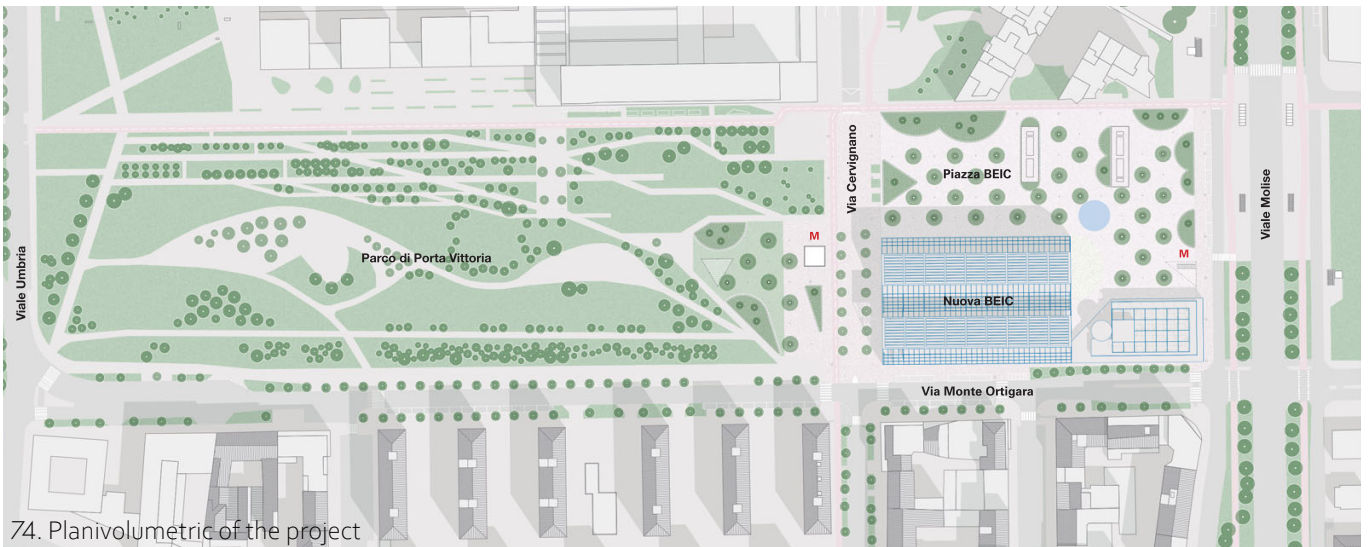 Via Cervignano
Piazza BEIC
Viale Molise
M
M
Parco di Porta Vittoria
Viale Umbria
Nuova BEIC
Via Monte Ortigara
74. Planivolumetric of the project